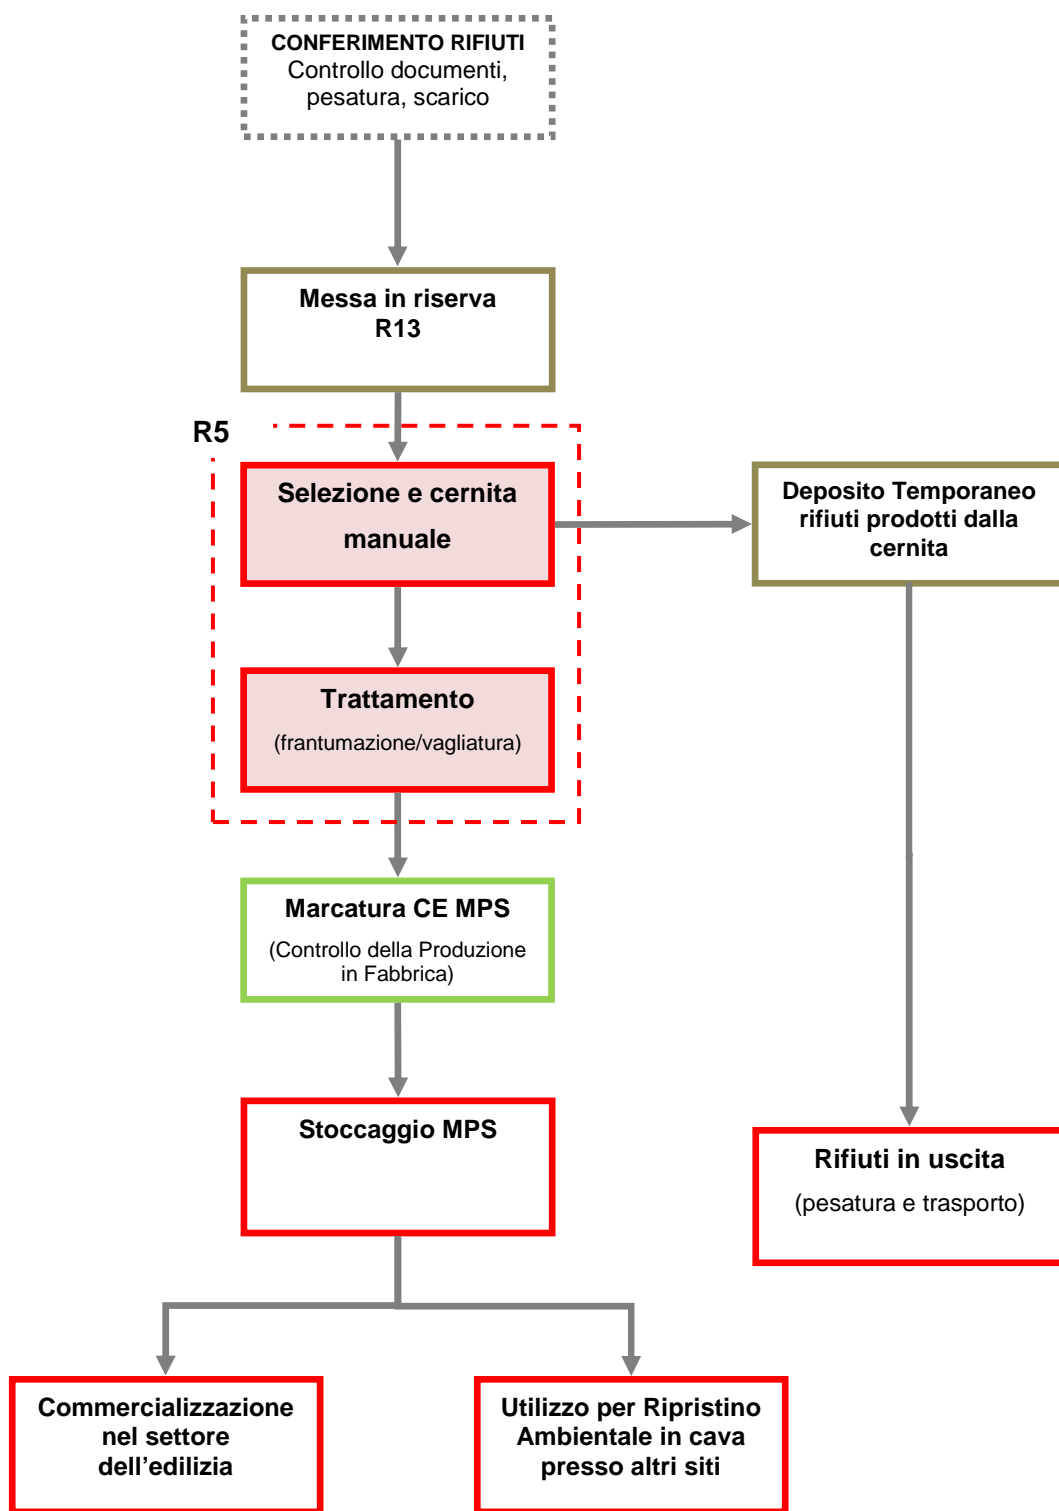 CONFERIMENTO RIFIUTI
Controllo documenti,
pesatura, scarico
Messa in riserva
R13
R5
Selezione e cernita
manuale
Deposito Temporaneo
rifiuti prodotti dalla
cernita
Trattamento
(frantumazione/vagliatura)
Marcatura CE MPS
(Controllo della Produzione
in Fabbrica)
Stoccaggio MPS
Rifiuti in uscita
(pesatura e trasporto)
Commercializzazione
nel settore
dell’edilizia
Utilizzo per Ripristino
Ambientale in cava
presso altri siti